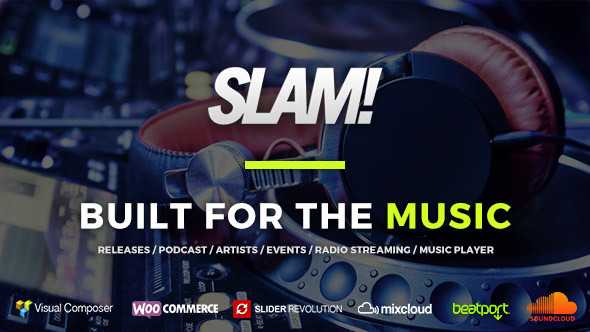 SLAM!
BUILT FOR THE MUSIC
RELEASES / PODCAST / ARTISTS / EVENTS / RADIO STREAMING / MUSIC PLAYER
Visual Composer WOO COMMERCE SLIDER REVOLUTION mixcloud beatport SOUNDCLOUD